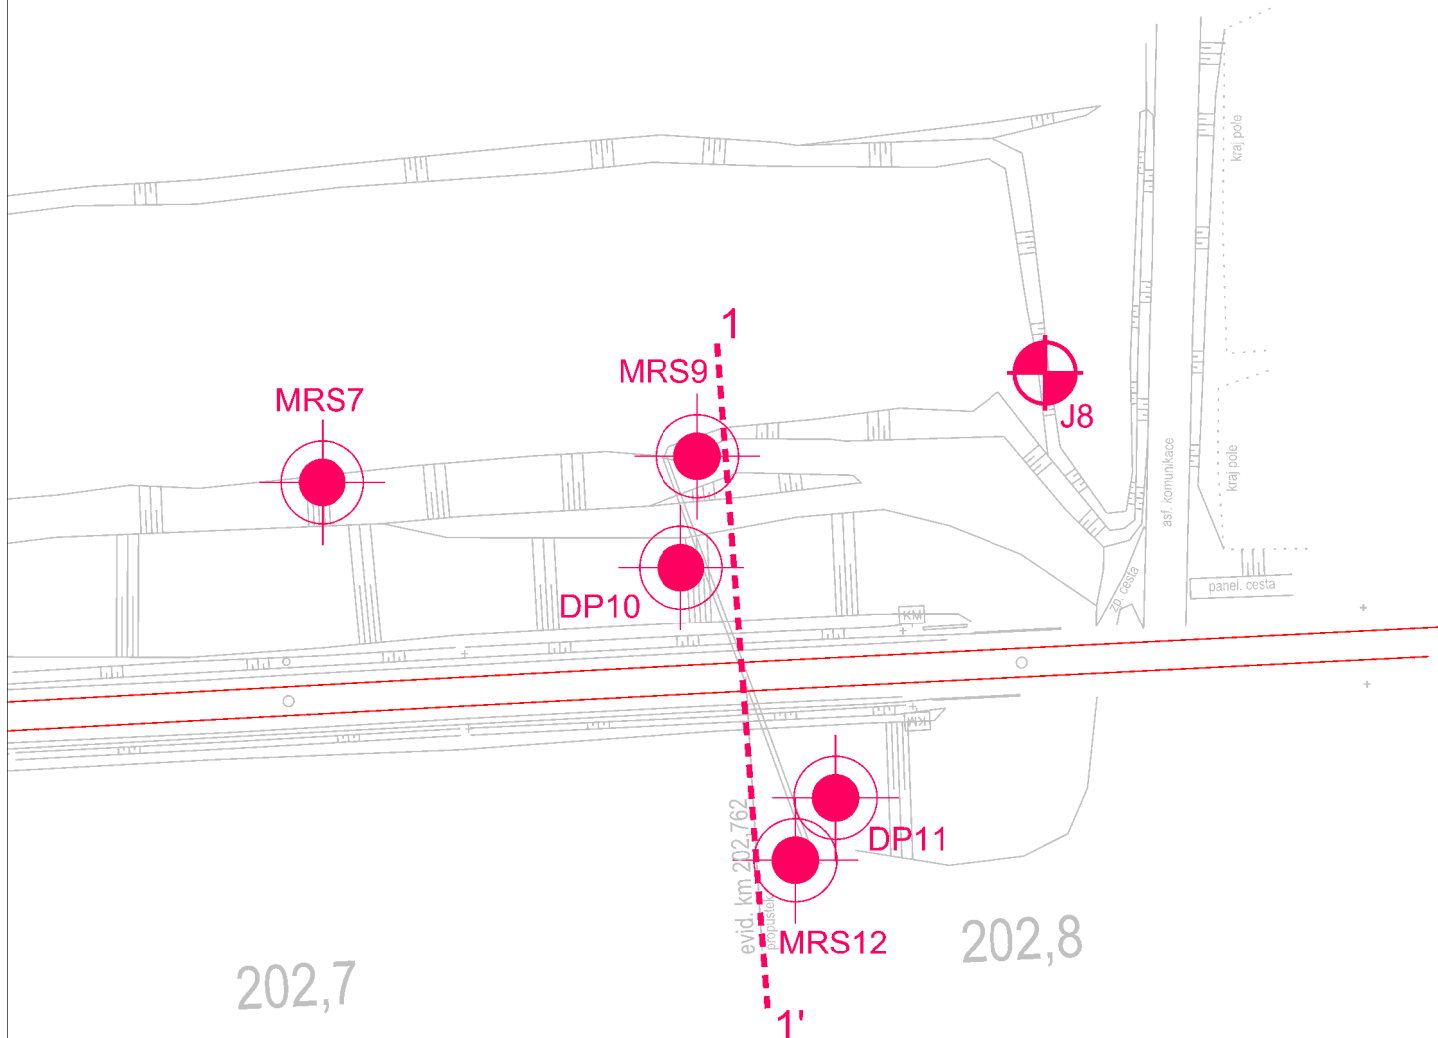 kraj pole
1
MRS9
MRS7
J8
asf. komunikace
kraj pole
DP10
zp. cesta
panel. cesta
KM
KM
evid. km 202,762
propustek
DP11
MRS12
202,8
202,7
1'